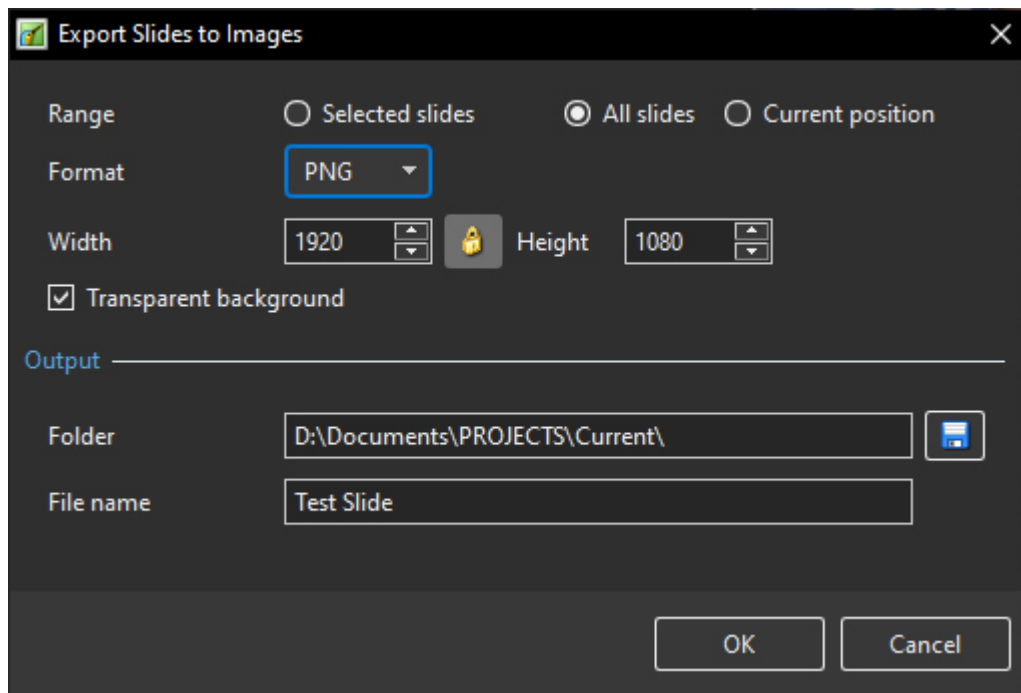 Export Slides to Images
Range Selected slides All slides Current position
Format PNG
Width 1920 Height 1080
Transparent background
Output
Folder D:\Documents\PROJECTS\Current\
File name Test Slide
OK Cancel